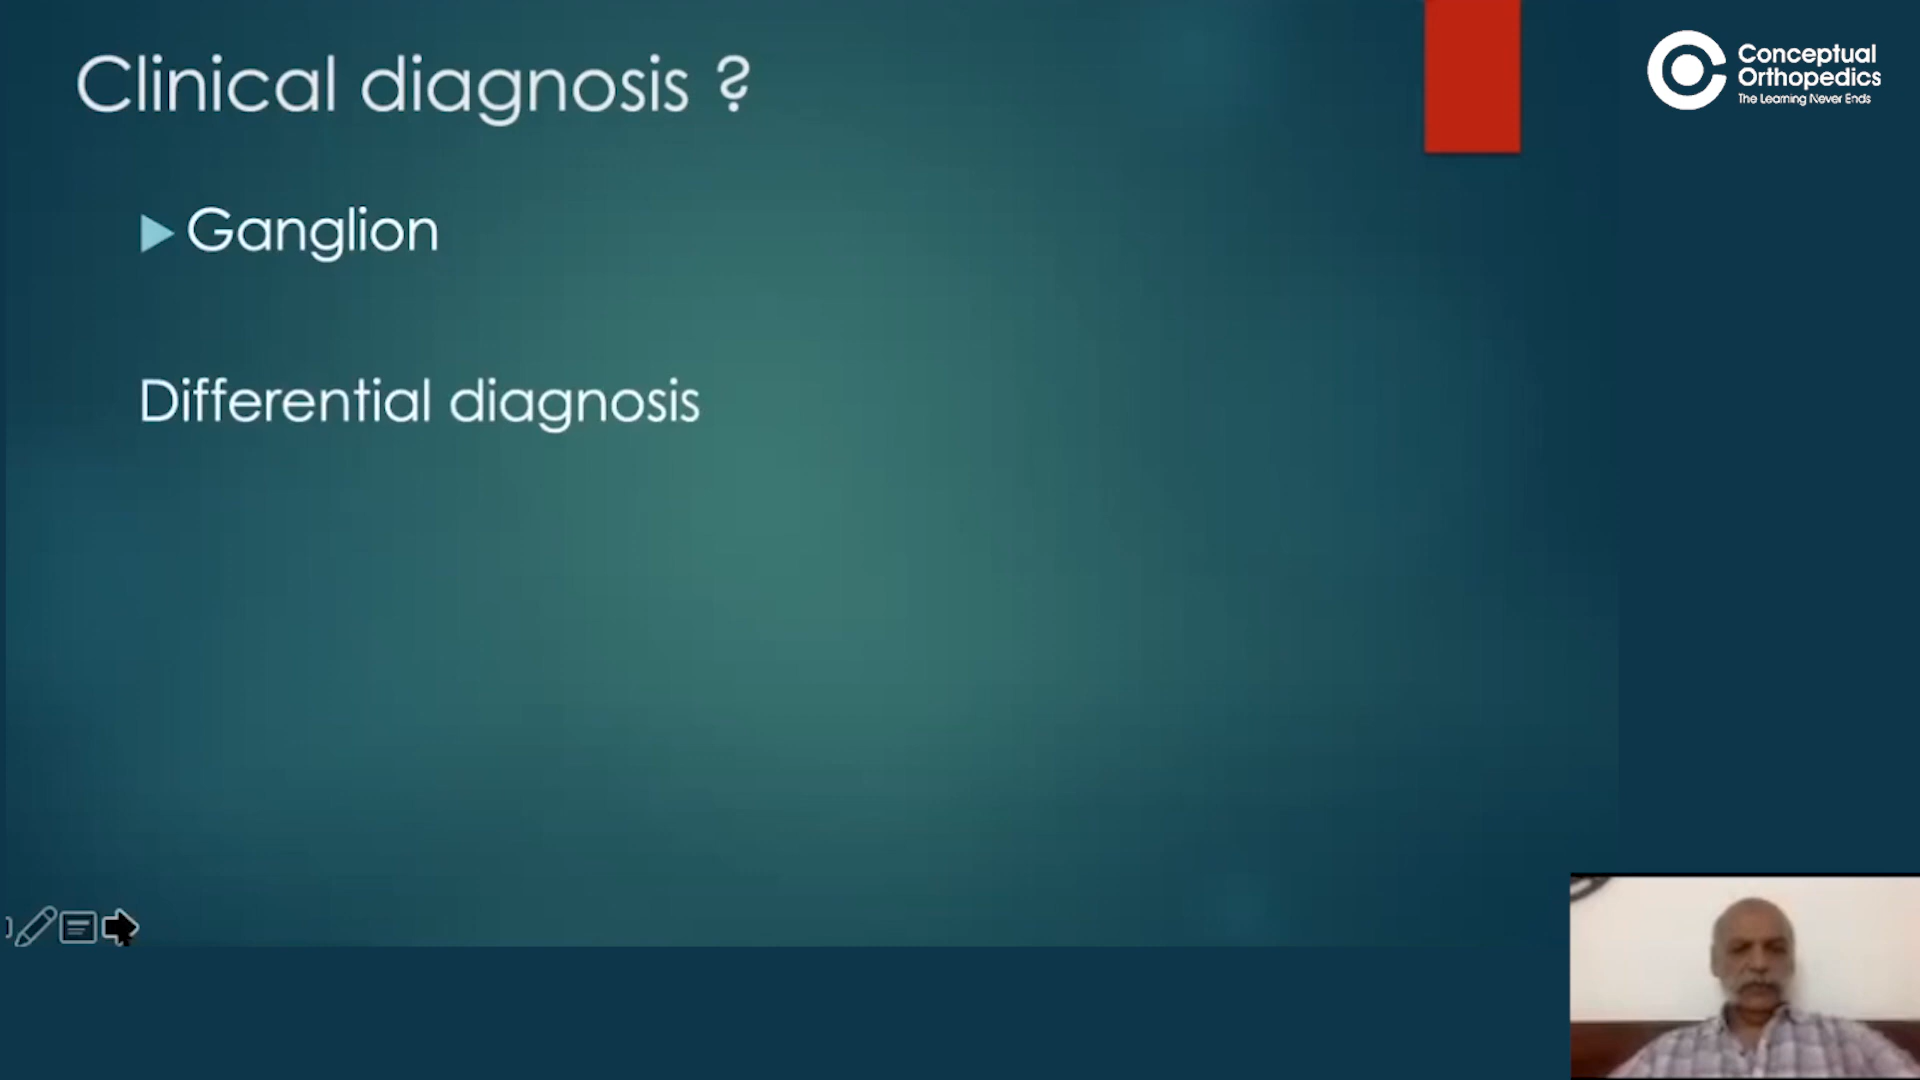 Clinical diagnosis ?
Conceptual
Orthopedics
The Learning Never Ends
Ganglion
Differential diagnosis